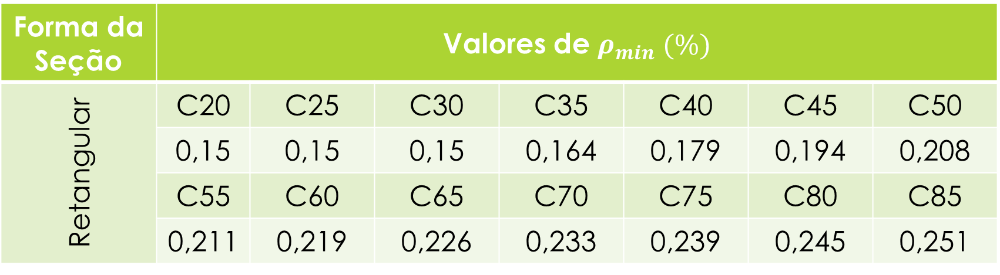 Forma da
Seção
Valores de ρmin (%)
Retangular
C20 C25 C30 C35 C40 C45 C50
0,15 0,15 0,15 0,164 0,179 0,194 0,208
C55 C60 C65 C70 C75 C80 C85
0,211 0,219 0,226 0,233 0,239 0,245 0,251